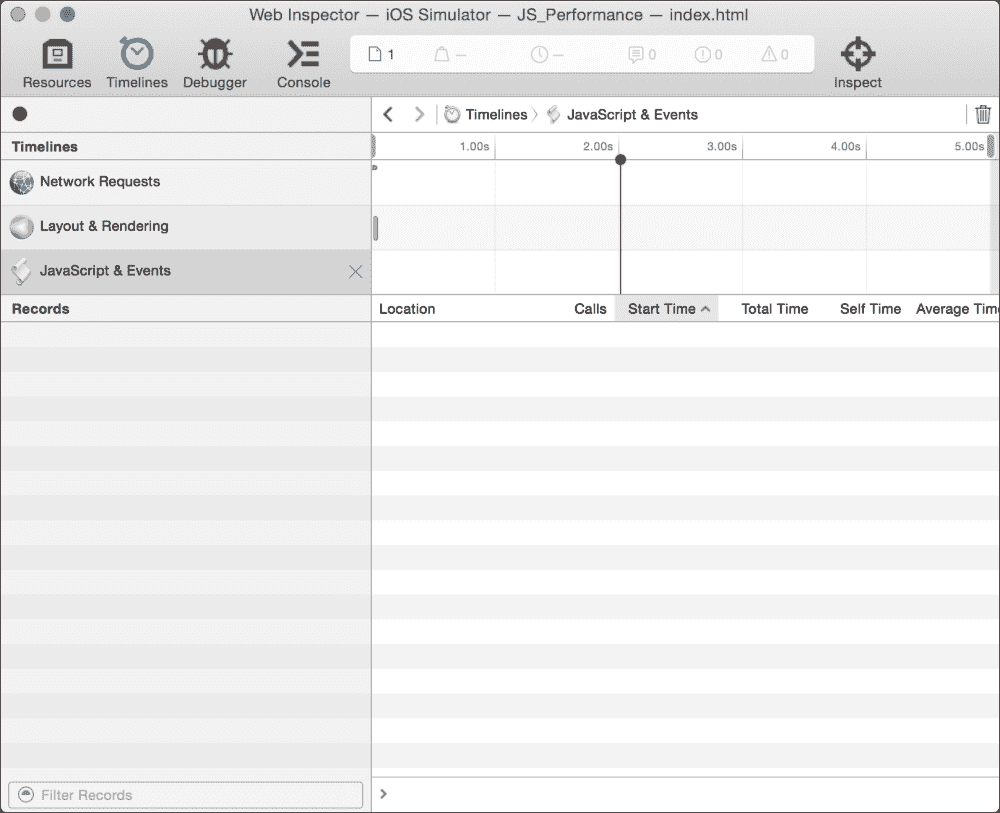 Web Inspector — iOS Simulator — JS_Performance — index.html
1 — — 0 0 0
Resources Timelines Debugger Console Inspect
Timelines JavaScript & Events
Timelines 1.00s 2.00s 3.00s 4.00s 5.00s
Network Requests
Layout & Rendering
JavaScript & Events
Records Location Calls Start Time Total Time Self Time Average Time
Filter Records